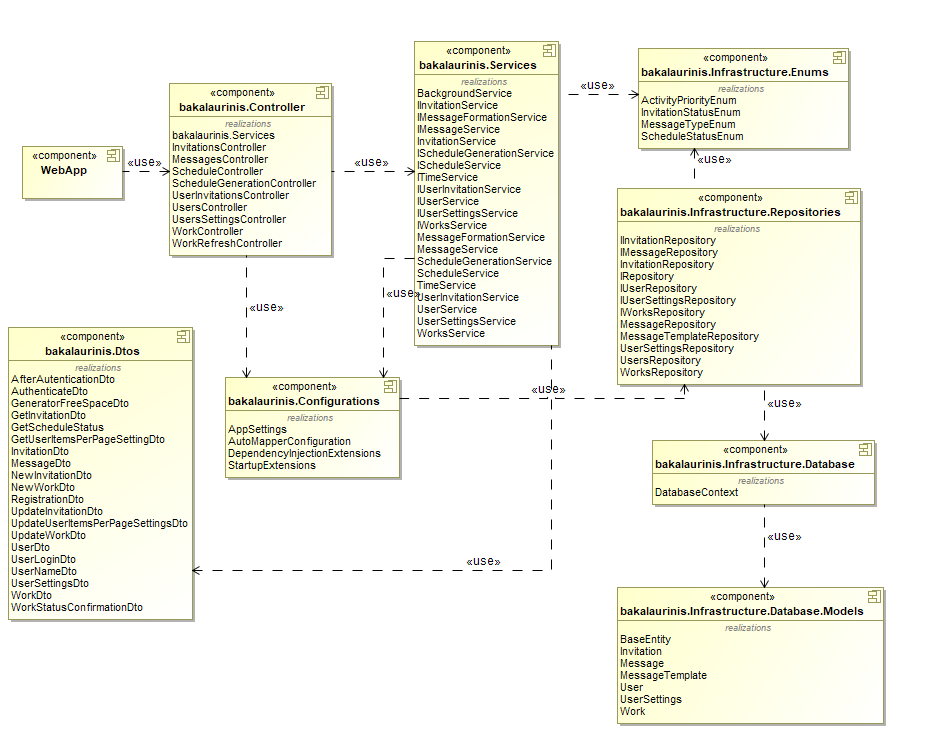 «component»
WebApp
«use»
«component»
bakalaurinis.Controller
realizations
bakalaurinis.Services
InvitationsController
MessagesController
ScheduleController
ScheduleGenerationController
UserInvitationsController
UsersController
UsersSettingsController
WorkController
WorkRefreshController
«use»
«component»
bakalaurinis.Services
realizations
BackgroundService
IInvitationService
IMessageFormationService
IMessageService
InvitationService
IScheduleGenerationService
IScheduleService
ITimeService
IUserInvitationService
IUserService
IUserSettingsService
IWorksService
MessageFormationService
MessageService
ScheduleGenerationService
ScheduleService
TimeService
UserInvitationService
UserService
UserSettingsService
WorksService
«use»
«component»
bakalaurinis.Infrastructure.Enums
realizations
ActivityPriorityEnum
InvitationStatusEnum
MessageTypeEnum
ScheduleStatusEnum
«use»
«component»
bakalaurinis.Infrastructure.Repositories
realizations
IInvitationRepository
IMessageRepository
InvitationRepository
IRepository
IUserRepository
IUserSettingsRepository
IWorksRepository
MessageRepository
MessageTemplateRepository
UserSettingsRepository
UsersRepository
WorksRepository
«use»
«use»
«component»
bakalaurinis.Dtos
realizations
AfterAutenticationDto
AuthenticateDto
GeneratorFreeSpaceDto
GetInvitationDto
GetScheduleStatus
GetUserItemsPerPageSettingDto
InvitationDto
MessageDto
NewInvitationDto
NewWorkDto
RegistrationDto
UpdateInvitationDto
UpdateUserItemsPerPageSettingsDto
UpdateWorkDto
UserDto
UserLoginDto
UserNameDto
UserSettingsDto
WorkDto
WorkStatusConfirmationDto
«component»
bakalaurinis.Configurations
realizations
AppSettings
AutoMapperConfiguration
DependencyInjectionExtensions
StartupExtensions
«use»
«use»
«use»
«component»
bakalaurinis.Infrastructure.Database
realizations
DatabaseContext
«use»
«component»
bakalaurinis.Infrastructure.Database.Models
realizations
BaseEntity
Invitation
Message
MessageTemplate
User
UserSettings
Work